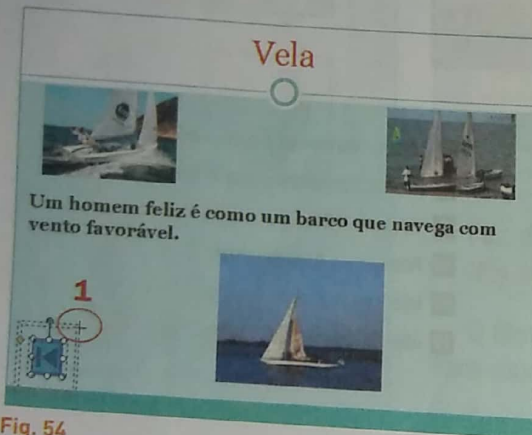 Vela
Um homem feliz é como um barco que navega com
vento favorável.
1
Fig. 54